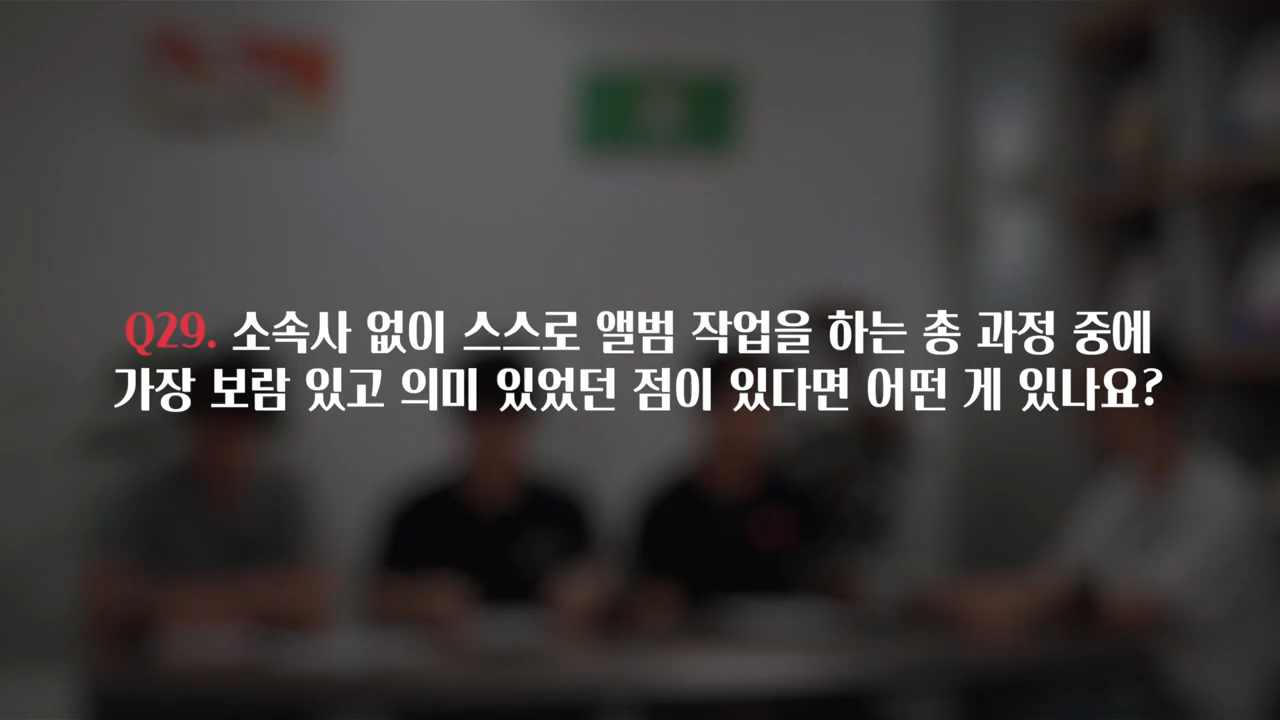 Q29. 소속사 없이 스스로 앨범 작업을 하는 총 과정 중에
가장 보람 있고 의미 있었던 점이 있다면 어떤 게 있나요?